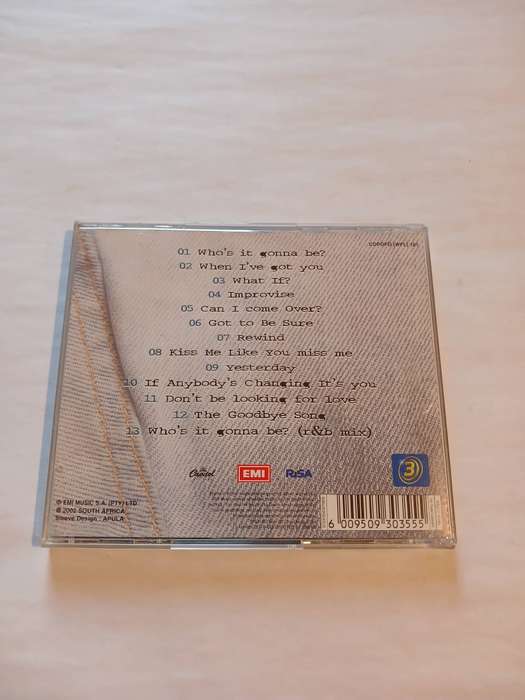 01 Who's it gonna be?
02 When I've got you
03 What If?
04 Improvise
05 Can I come Over?
06 Got to Be Sure
07 Rewind
08 Kiss Me Like You miss me
09 Yesterday
10 If Anybody's Changing It's you
11 Don't be looking for love
12 The Goodbye Song
13 Who's it gonna be? (r&b mix)
Capitol EMI RiSA 3
© EMI MUSIC S.A. (PTY) LTD
℗ 2002 SOUTH AFRICA
Sleeve Design : APULA
6 009509 303555